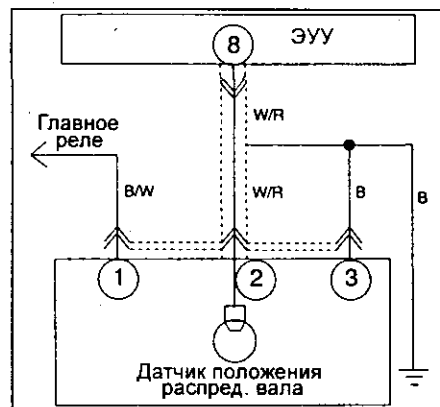 8 ЭУУ
W/R
Главное
реле
B/W
W/R
B
B
1
2
3
Датчик положения
распред. вала